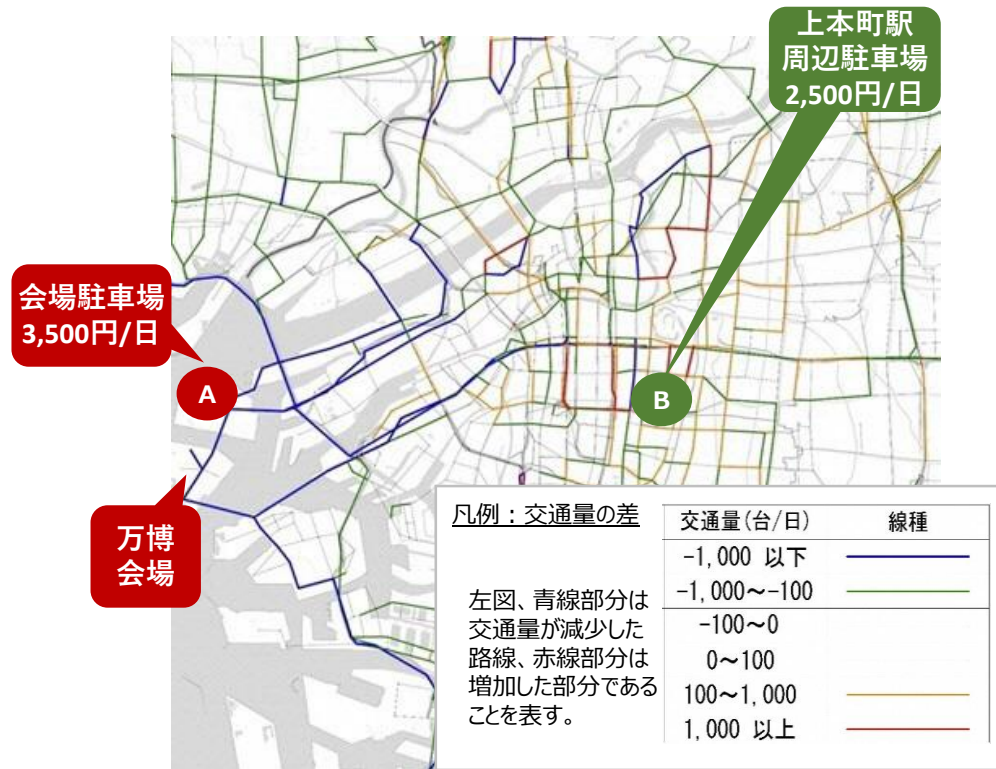 上本町駅
周辺駐車場
2,500円/日
会場駐車場
3,500円/日
A
B
万博
会場
凡例：交通量の差
左図、青線部分は
交通量が減少した
路線、赤線部分は
増加した部分である
ことを表す。
交通量(台/日) 線種
-1,000 以下
-1,000～-100
-100～0
0～100
100～1,000
1,000 以上